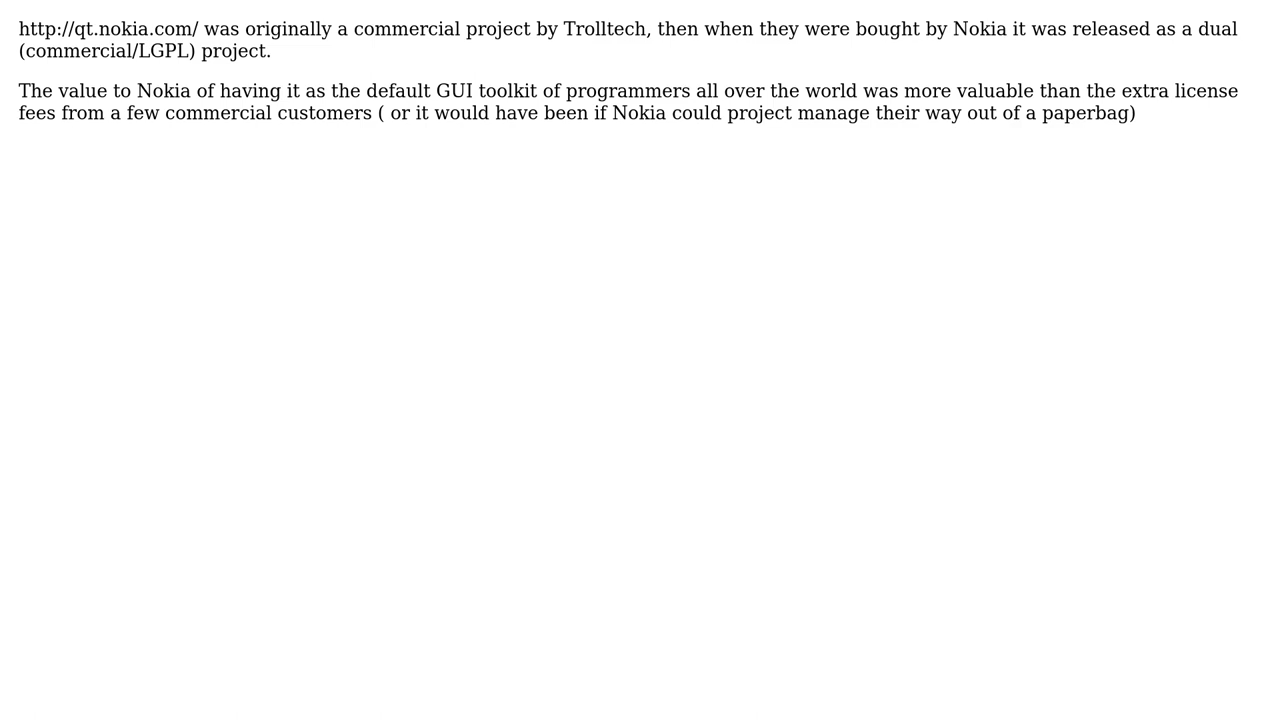 http://qt.nokia.com/ was originally a commercial project by Trolltech, then when they were bought by Nokia it was released as a dual
(commercial/LGPL) project.
The value to Nokia of having it as the default GUI toolkit of programmers all over the world was more valuable than the extra license
fees from a few commercial customers ( or it would have been if Nokia could project manage their way out of a paperbag)